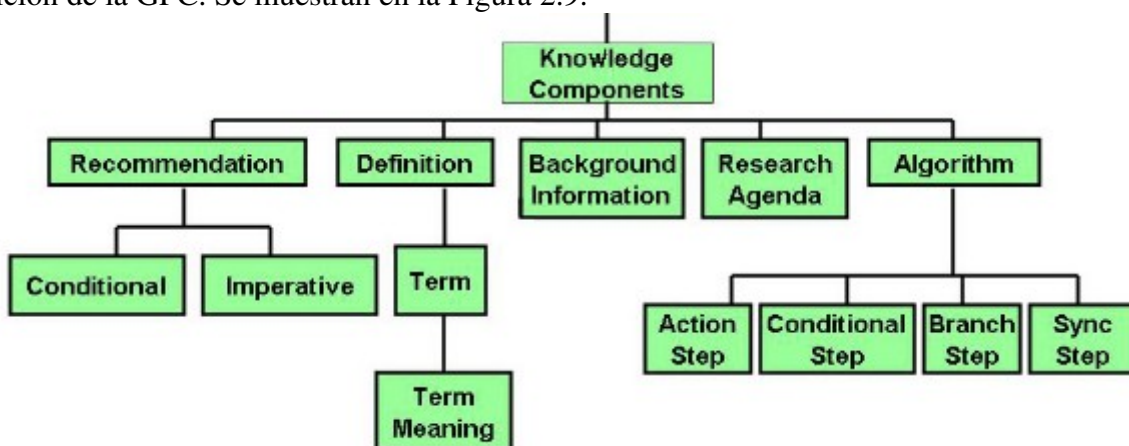 ción de la GPC. Se muestran en la Figura 2.9.
Knowledge
Components
Recommendation
Definition
Background
Information
Research
Agenda
Algorithm
Conditional
Imperative
Term
Term
Meaning
Action
Step
Conditional
Step
Branch
Step
Sync
Step